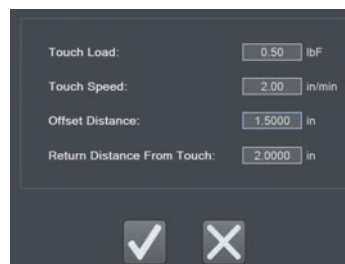 Touch Load: 0.50 lbF
Touch Speed: 2.00 in/min
Offset Distance: 1.5000 in
Return Distance From Touch: 2.0000 in